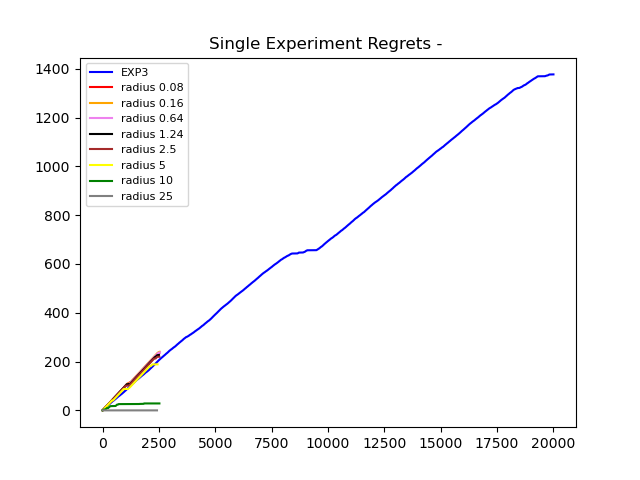 Single Experiment Regrets -
EXP3
radius 0.08
radius 0.16
radius 0.64
radius 1.24
radius 2.5
radius 5
radius 10
radius 25
1400
1200
1000
800
600
400
200
0
0 2500 5000 7500 10000 12500 15000 17500 20000